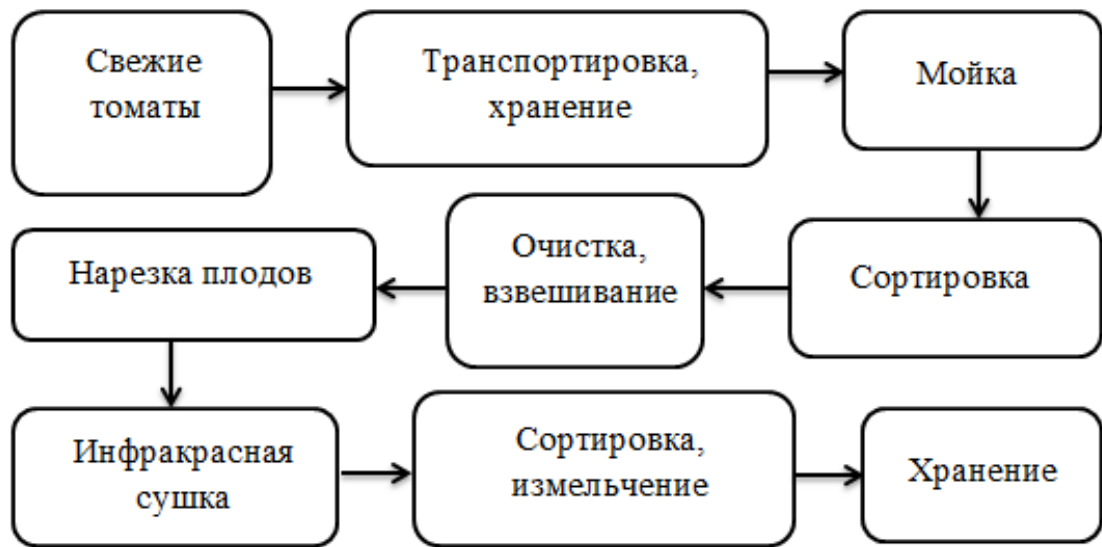 Свежие
томаты
Транспортировка,
хранение
Мойка
Сортировка
Очистка,
взвешивание
Нарезка плодов
Инфракрасная
сушка
Сортировка,
измельчение
Хранение